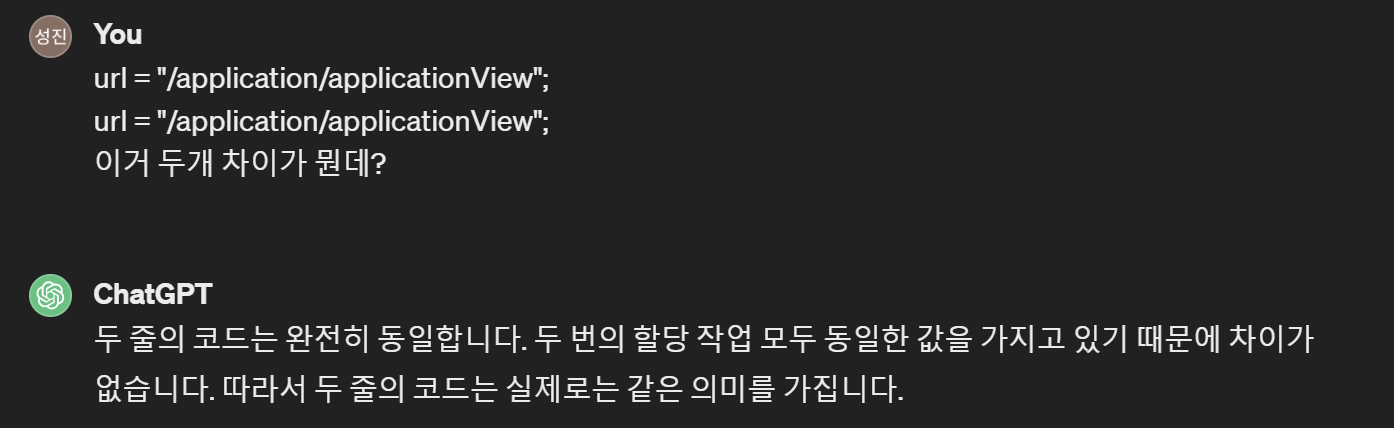 성진
You
url = "/application/applicationView";
url = "/application/applicationView";
이거 두개 차이가 뭔데?
ChatGPT
두 줄의 코드는 완전히 동일합니다. 두 번의 할당 작업 모두 동일한 값을 가지고 있기 때문에 차이가
없습니다. 따라서 두 줄의 코드는 실제로는 같은 의미를 가집니다.